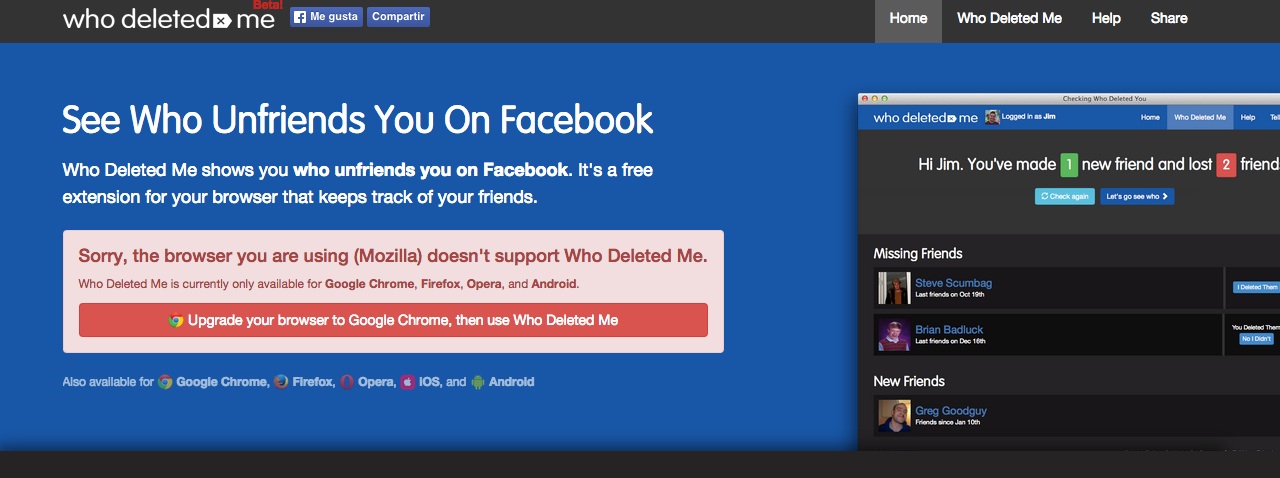 Beta!
who deleted me
Me gusta
Compartir
Home
Who Deleted Me
Help
Share
See Who Unfriends You On Facebook
Who Deleted Me shows you who unfriends you on Facebook. It's a free
extension for your browser that keeps track of your friends.
Sorry, the browser you are using (Mozilla) doesn't support Who Deleted Me.
Who Deleted Me is currently only available for Google Chrome, Firefox, Opera, and Android.
Upgrade your browser to Google Chrome, then use Who Deleted Me
Also available for Google Chrome, Firefox, Opera, iOS, and Android
Checking Who Deleted You
who deleted me
Logged in as Jim
Home
Who Deleted Me
Help
Hi Jim. You've made 1 new friend and lost 2 friend
Check again
Let's go see who
Missing Friends
Steve Scumbag
Last friends on Oct 19th
I Deleted Them
Brian Badluck
Last friends on Dec 16th
You Deleted Them
No I Didn't
New Friends
Greg Goodguy
Friends since Jan 10th